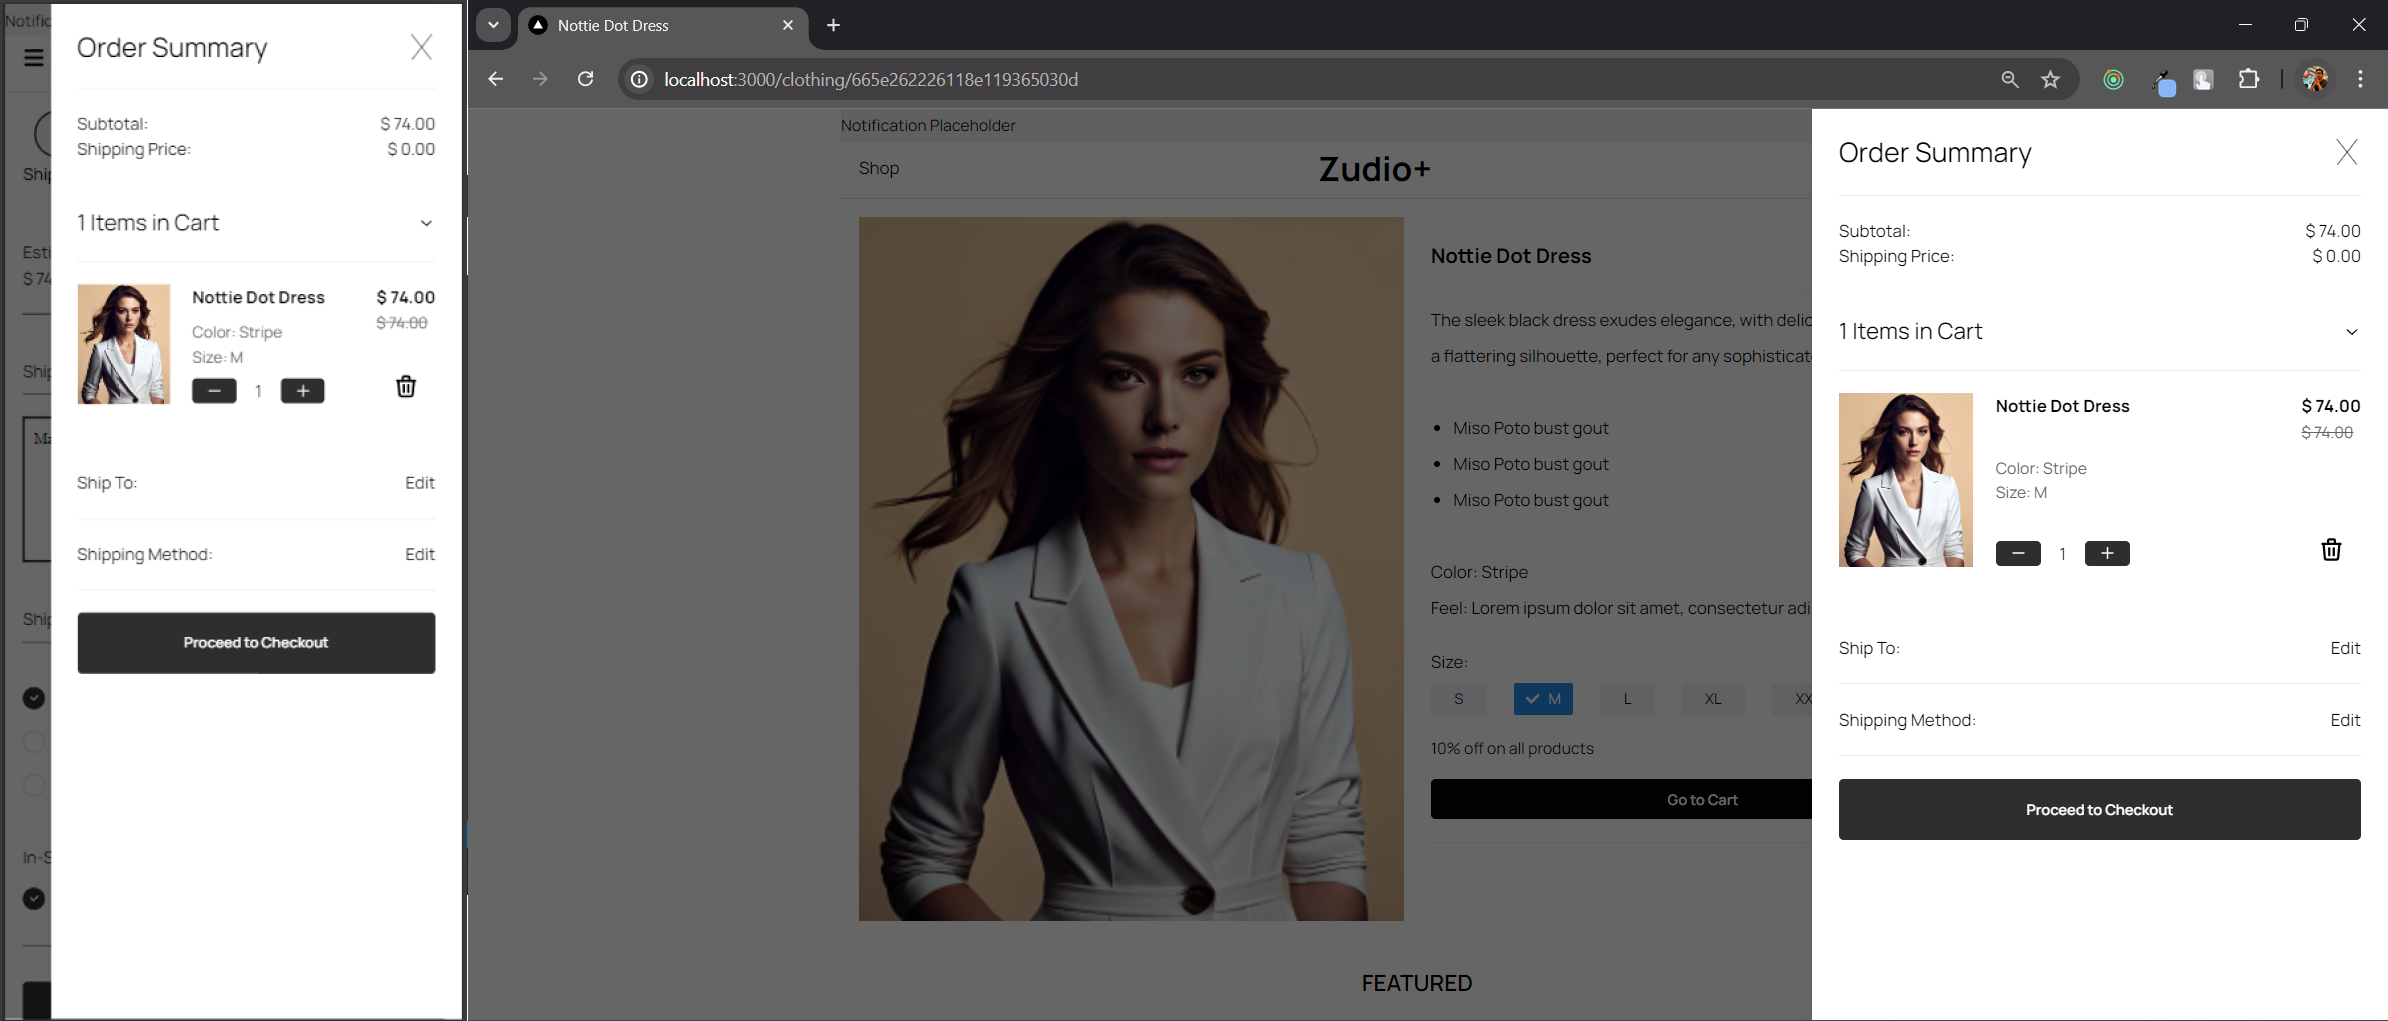 Notific
Order Summary
Subtotal: $ 74.00
Shipping Price: $ 0.00
Ship
1 Items in Cart
Esti
$ 74
Nottie Dot Dress $ 74.00
$ 74.00
Color: Stripe
Size: M
1
Ship
Ma
Ship To: Edit
Shipping Method: Edit
Ship
Proceed to Checkout
In-S
Nottie Dot Dress
localhost:3000/clothing/665e262226118e119365030d
Notification Placeholder
Shop
Zudio+
Nottie Dot Dress
The sleek black dress exudes elegance, with delic
a flattering silhouette, perfect for any sophisticat
Miso Poto bust gout
Miso Poto bust gout
Miso Poto bust gout
Color: Stripe
Feel: Lorem ipsum dolor sit amet, consectetur adi
Size:
S M L XL XX
10% off on all products
Go to Cart
FEATURED
Order Summary
Subtotal: $ 74.00
Shipping Price: $ 0.00
1 Items in Cart
Nottie Dot Dress $ 74.00
$ 74.00
Color: Stripe
Size: M
1
Ship To: Edit
Shipping Method: Edit
Proceed to Checkout